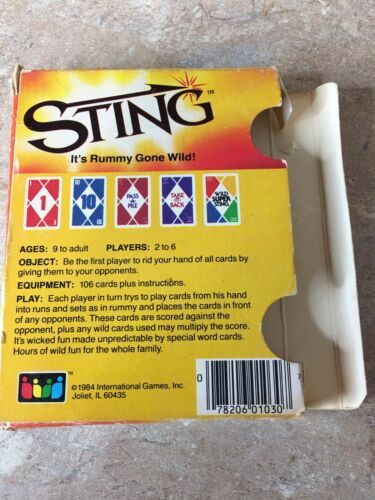 STING™
It's Rummy Gone Wild!
1
10
10
10
PASS
A
PILE
TAKE
IT
BACK
WILD
SUPER
STING
AGES: 9 to adult PLAYERS: 2 to 6
OBJECT: Be the first player to rid your hand of all cards by
giving them to your opponents.
EQUIPMENT: 106 cards plus instructions.
PLAY: Each player in turn trys to play cards from his hand
into runs and sets as in rummy and places the cards in front
of any opponents. These cards are scored against the
opponent, plus any wild cards used may multiply the score.
It's wicked fun made unpredictable by special word cards.
Hours of wild fun for the whole family.
™
©1984 International Games, Inc.
Joliet, IL 60435
0 78206 01030 7